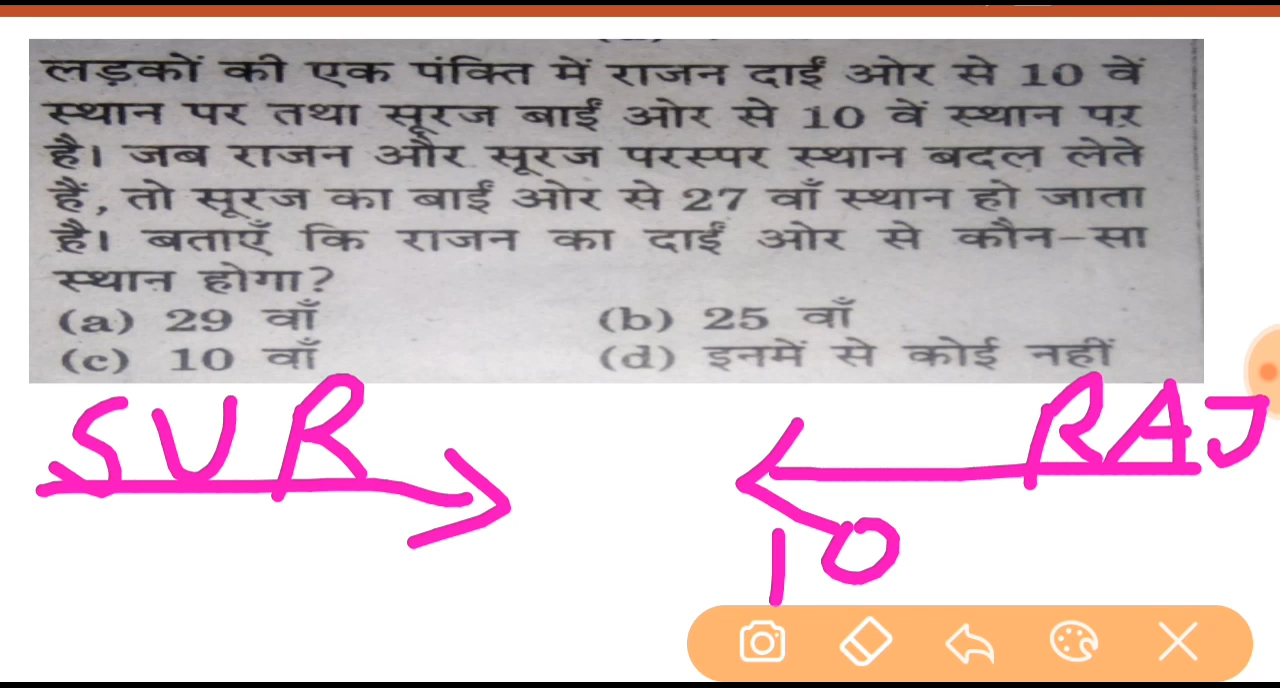 लड़कों की एक पंक्ति में राजन दाईं ओर से 10 वें
स्थान पर तथा सूरज बाईं ओर से 10 वें स्थान पर
है। जब राजन और सूरज परस्पर स्थान बदल लेते
हैं, तो सूरज का बाईं ओर से 27 वाँ स्थान हो जाता
है। बताएँ कि राजन का दाईं ओर से कौन-सा
स्थान होगा?
(a) 29 वाँ (b) 25 वाँ
(c) 10 वाँ (d) इनमें से कोई नहीं
SUR RAJ
10